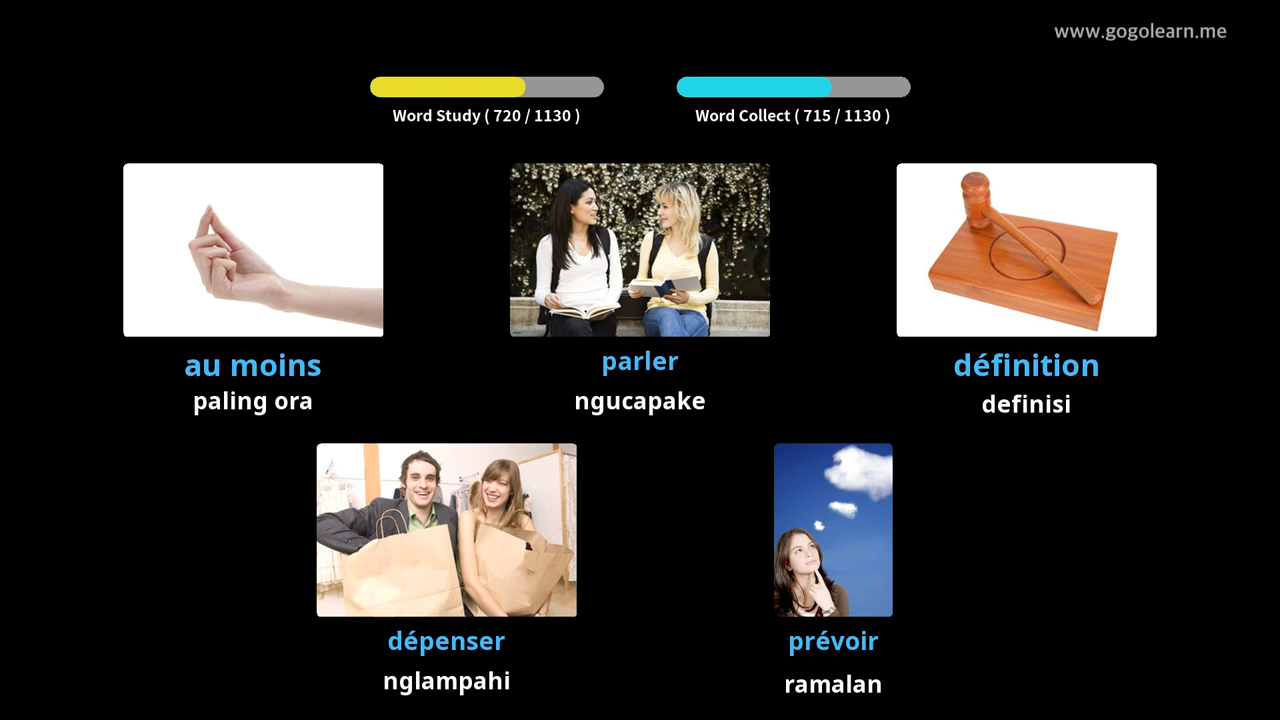 www.gogolearn.me
Word Study ( 720 / 1130 )
Word Collect ( 715 / 1130 )
au moins
paling ora
parler
ngucapake
définition
definisi
dépenser
nglampahi
prévoir
ramalan